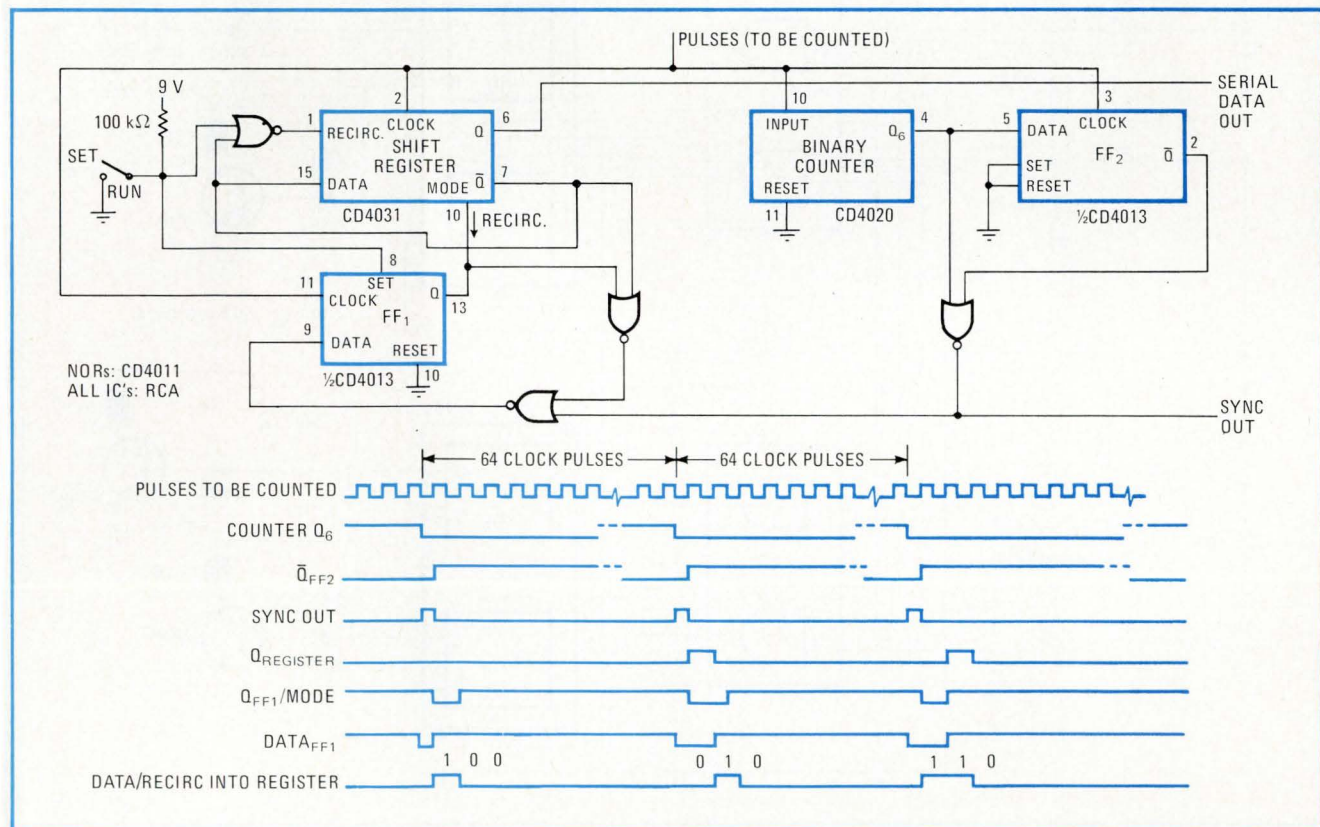 PULSES (TO BE COUNTED)
9 V
100 kΩ
SET
RUN
1
RECIRC.
2
CLOCK
SHIFT
REGISTER
Q
6
15
DATA
MODE
Q̅
7
CD4031
10
RECIRC.
8
SET
11
CLOCK
Q
13
FF₁
9
DATA
RESET
10
½CD4013
NORs: CD4011
ALL IC's: RCA
10
INPUT
Q₆
4
BINARY
COUNTER
RESET
11
CD4020
3
5
DATA
CLOCK
SET
FF₂
Q̅
2
RESET
½CD4013
SERIAL
DATA
OUT
SYNC
OUT
64 CLOCK PULSES
64 CLOCK PULSES
PULSES TO BE COUNTED
COUNTER Q₆
Q̅FF2
SYNC OUT
QREGISTER
QFF1/MODE
DATAFF1
1 0 0
0 1 0
1 1 0
DATA/RECIRC INTO REGISTER